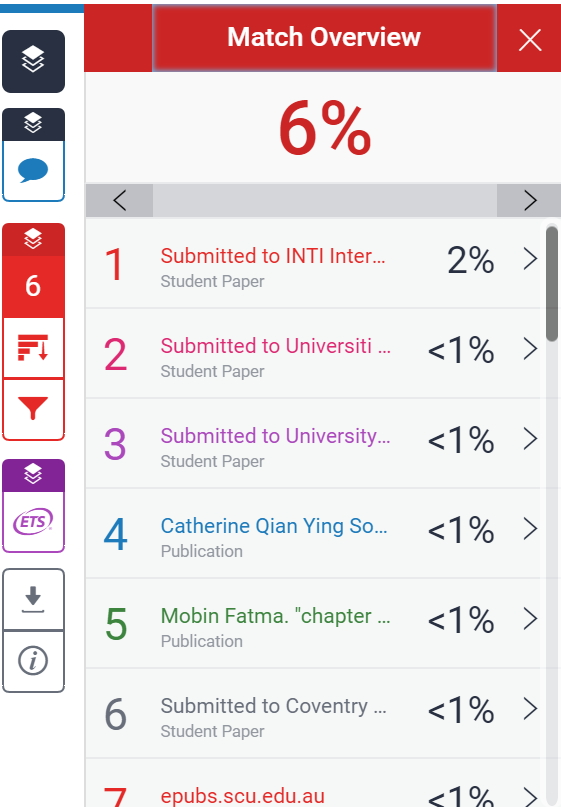 Match Overview
6%
1 Submitted to INTI Inter... 2%
Student Paper
2 Submitted to Universiti ... <1%
Student Paper
3 Submitted to University... <1%
Student Paper
4 Catherine Qian Ying So... <1%
Publication
5 Mobin Fatma. "chapter ... <1%
Publication
6 Submitted to Coventry ... <1%
Student Paper
7 epubs.scu.edu.au <1%
6
ETS
i